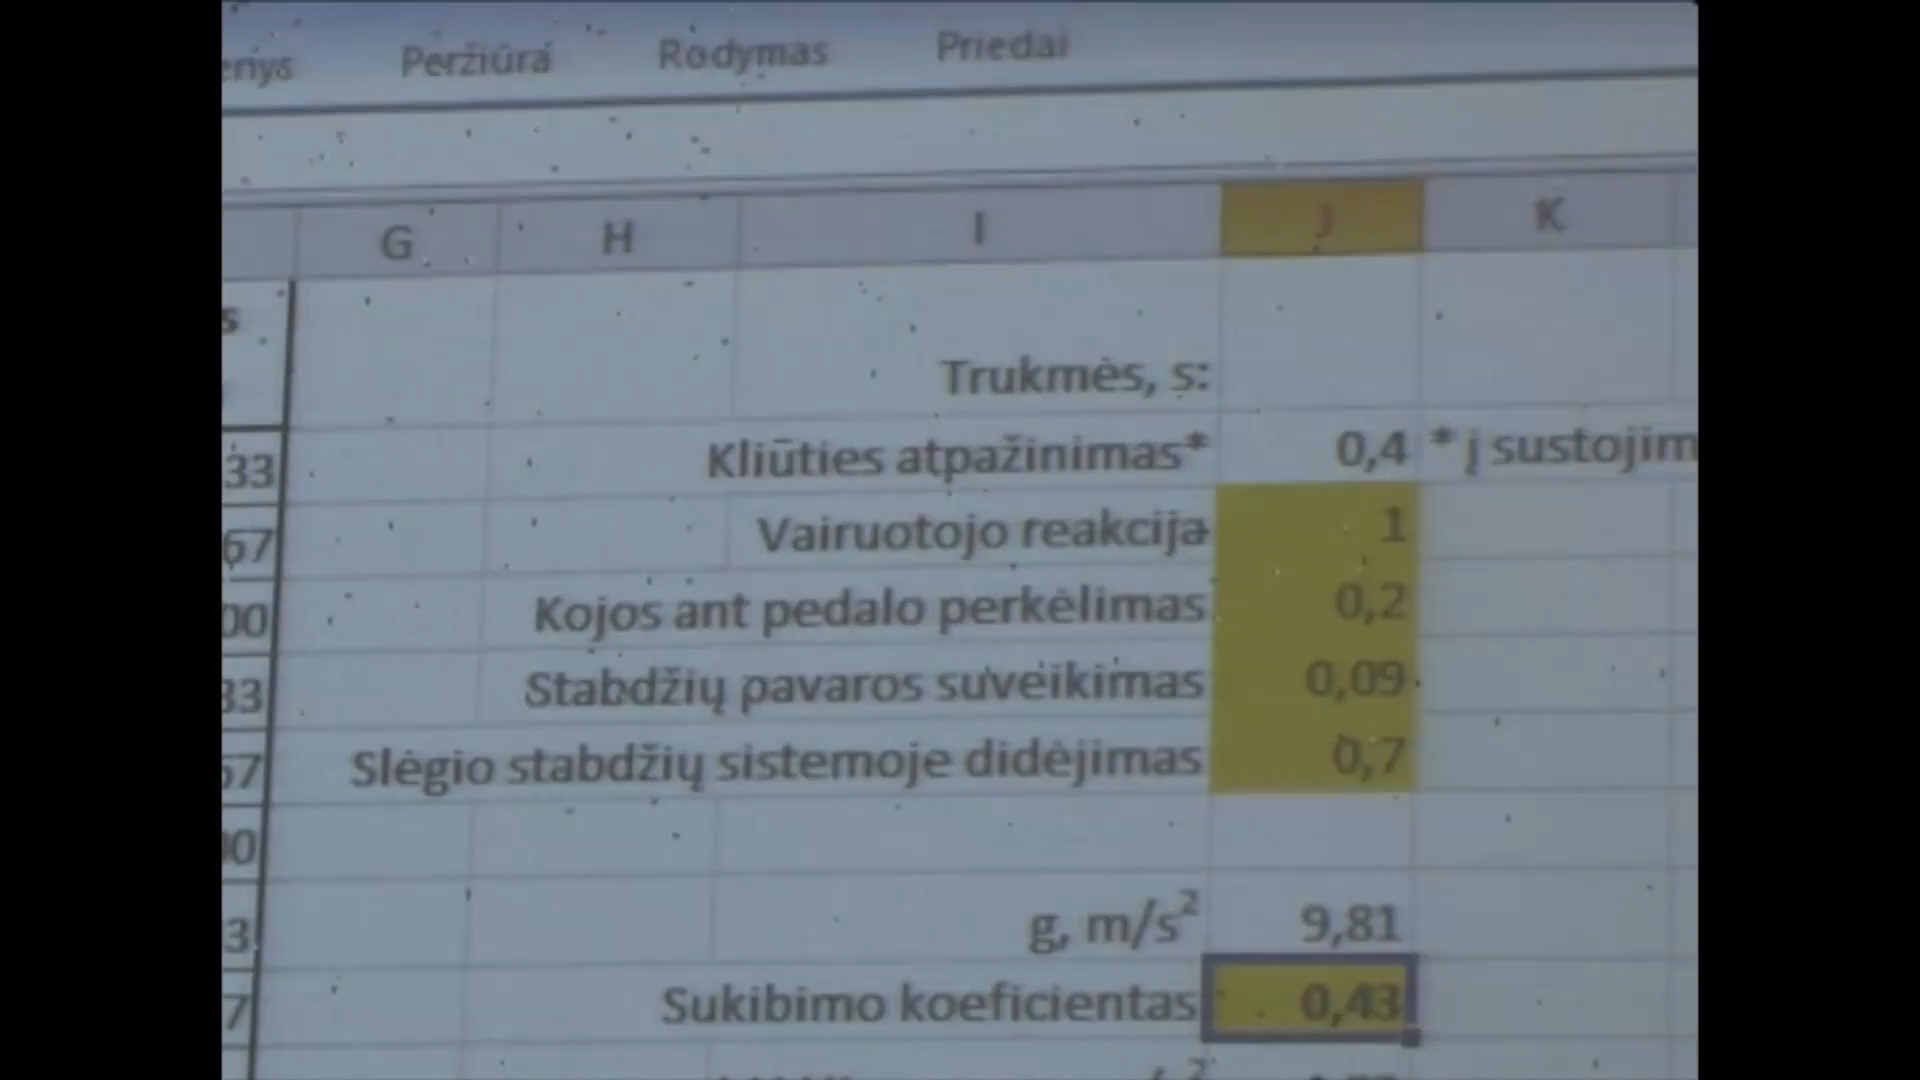 Peržiūra Rodymas Priedai
G H I J K
Trukmės, s:
33 Kliūties atpažinimas* 0,4 * į sustojim
67 Vairuotojo reakcija 1
00 Kojos ant pedalo perkėlimas 0,2
33 Stabdžių pavaros suveikimas 0,09
67 Slėgio stabdžių sistemoje didėjimas 0,7
00
3 g, m/s² 9,81
7 Sukibimo koeficientas 0,43